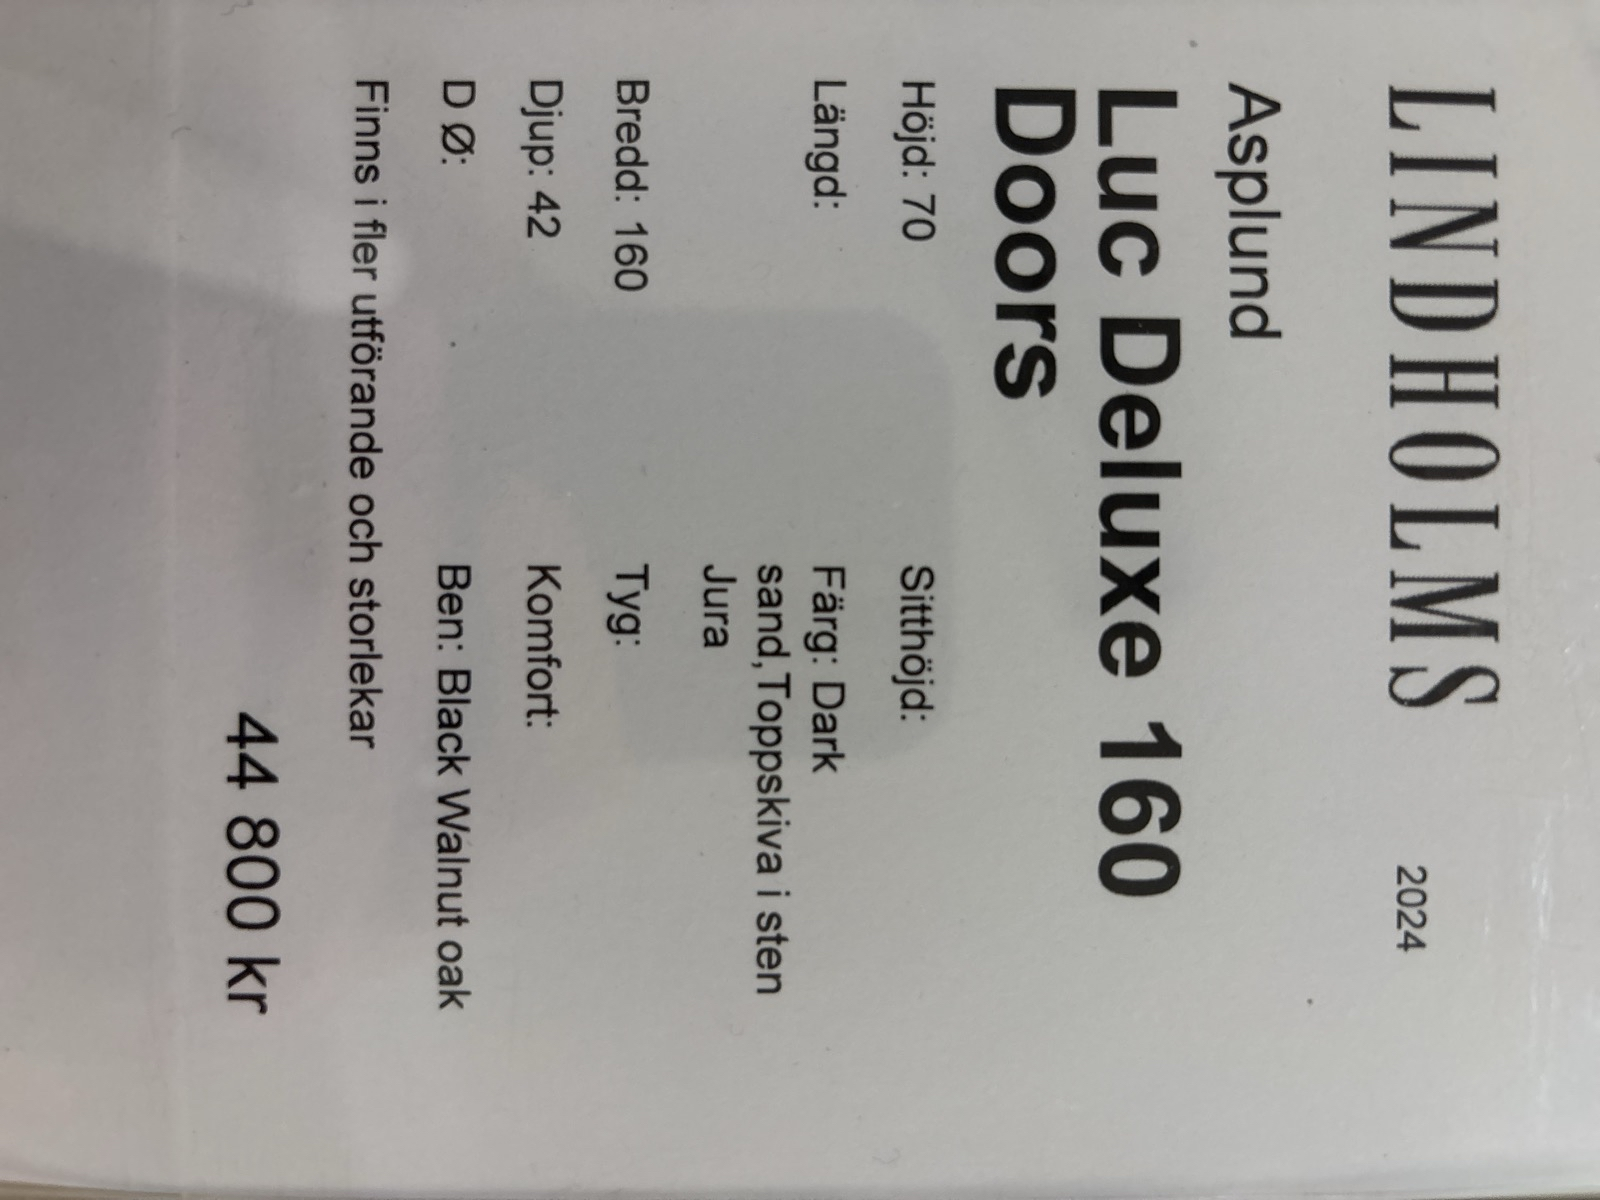 LINDHOLMS 2024
Asplund
Luc Deluxe 160
Doors
Höjd: 70 Sitthöjd:
Längd: Färg: Dark
sand,Toppskiva i sten
Jura
Bredd: 160 Tyg:
Djup: 42 Komfort:
D Ø: Ben: Black Walnut oak
Finns i fler utförande och storlekar
44 800 kr